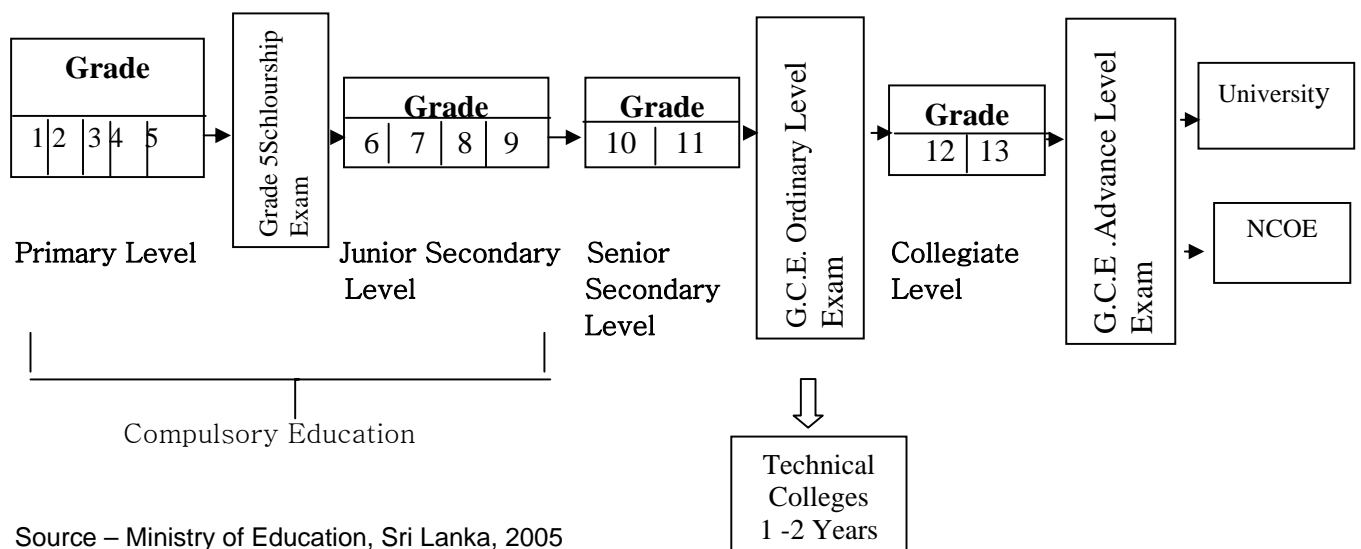 Grade
1 2 3 4 5
Primary Level
Grade 5Schlourship
Exam
Grade
6 7 8 9
Junior Secondary
Level
Grade
10 11
Senior
Secondary
Level
G.C.E. Ordinary Level
Exam
Technical
Colleges
1 -2 Years
Grade
12 13
Collegiate
Level
G.C.E .Advance Level
Exam
University
NCOE
Compulsory Education
Source – Ministry of Education, Sri Lanka, 2005